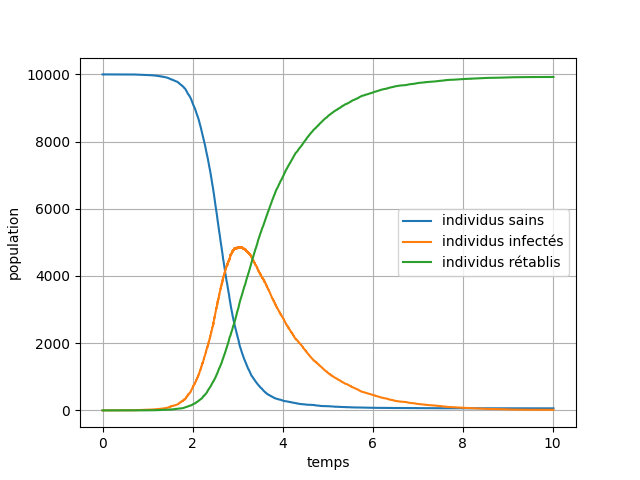 10000
8000
6000
4000
2000
0
population
individus sains
individus infectés
individus rétablis
0
2
4
6
8
10
temps